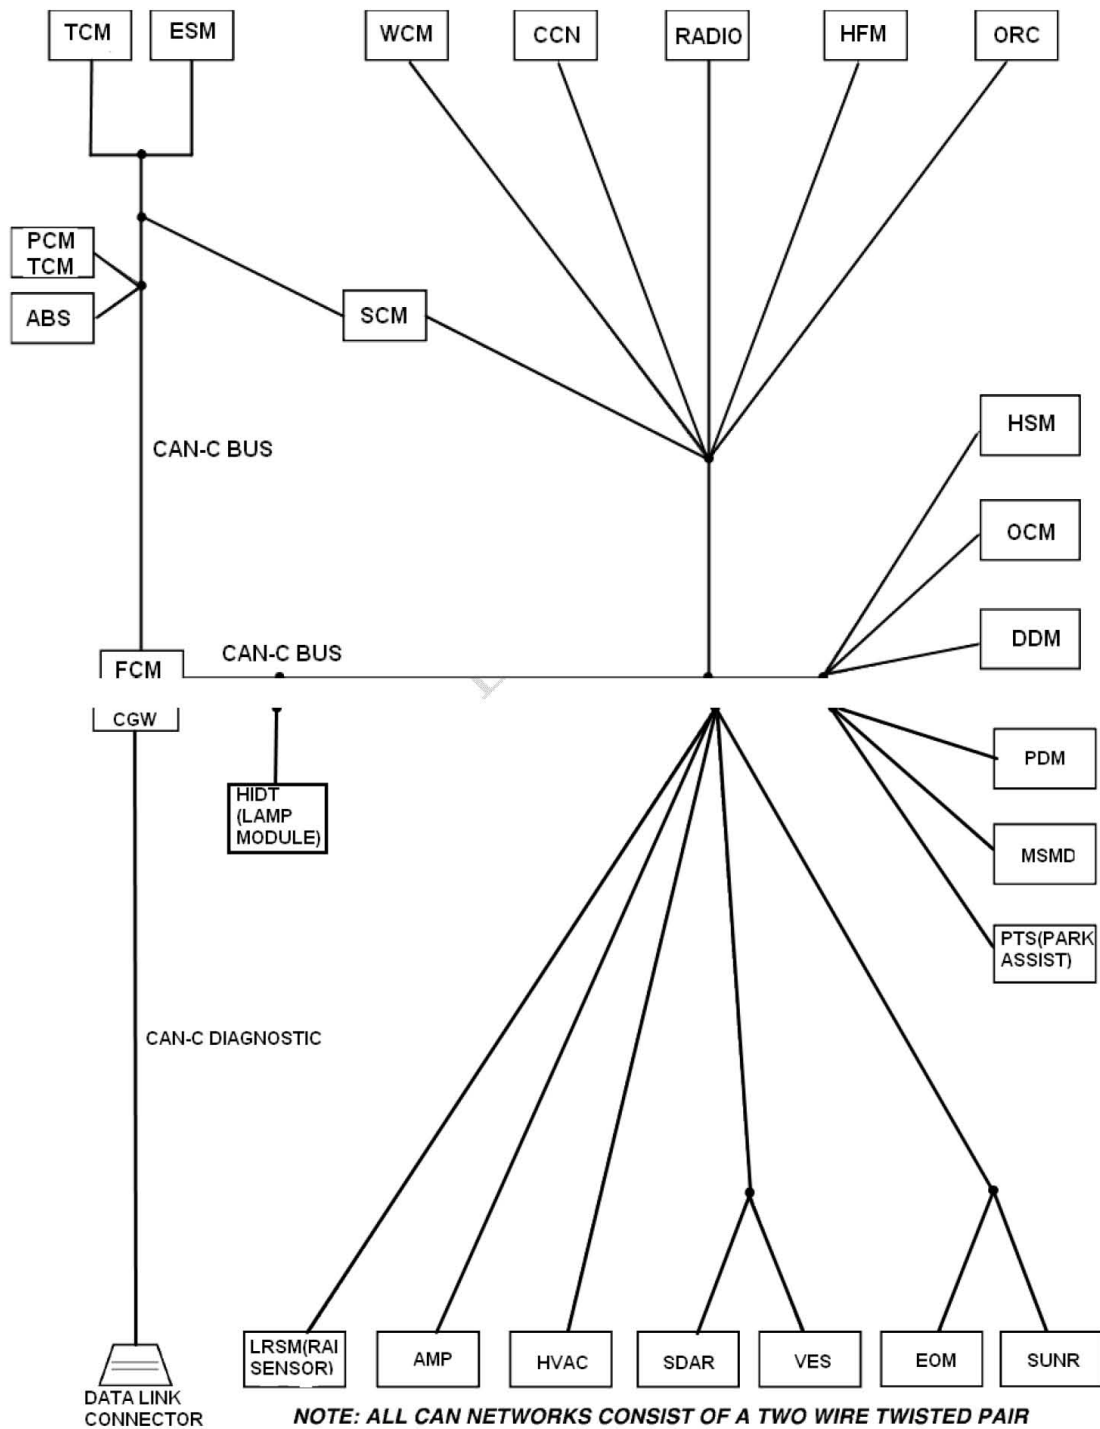 TCM
ESM
WCM
CCN
RADIO
HFM
ORC
PCM
TCM
ABS
SCM
HSM
CAN-C BUS
OCM
DDM
CAN-C BUS
FCM
CGW
PDM
HIDT
(LAMP
MODULE)
MSMD
PTS(PARK
ASSIST)
CAN-C DIAGNOSTIC
LRSM(RAI
SENSOR)
AMP
HVAC
SDAR
VES
EOM
SUNR
DATA LINK
CONNECTOR
NOTE: ALL CAN NETWORKS CONSIST OF A TWO WIRE TWISTED PAIR